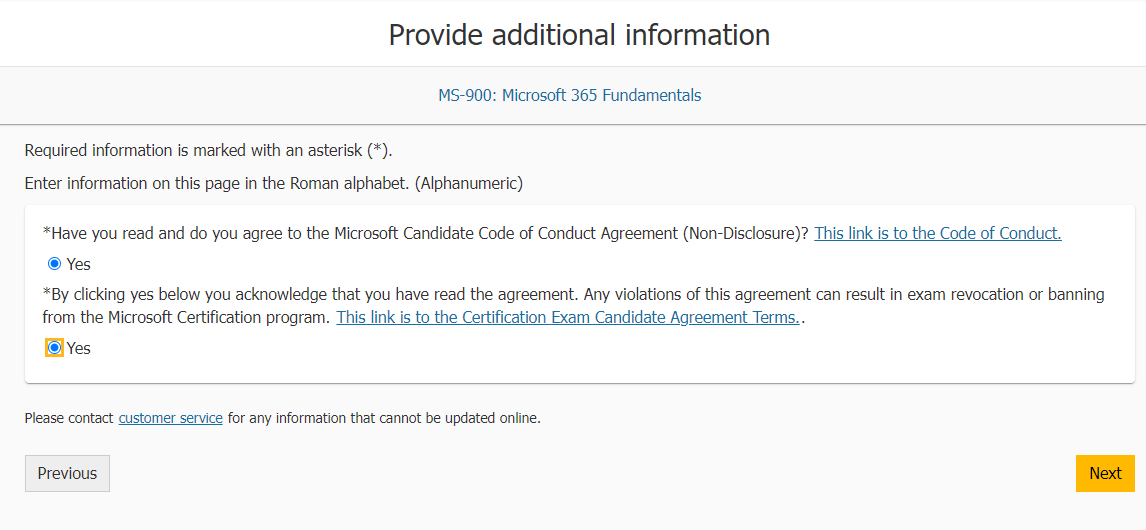 Provide additional information
MS-900: Microsoft 365 Fundamentals
Required information is marked with an asterisk (*).
Enter information on this page in the Roman alphabet. (Alphanumeric)
*Have you read and do you agree to the Microsoft Candidate Code of Conduct Agreement (Non-Disclosure)? This link is to the Code of Conduct.
Yes
*By clicking yes below you acknowledge that you have read the agreement. Any violations of this agreement can result in exam revocation or banning
from the Microsoft Certification program. This link is to the Certification Exam Candidate Agreement Terms..
Yes
Please contact customer service for any information that cannot be updated online.
Previous
Next